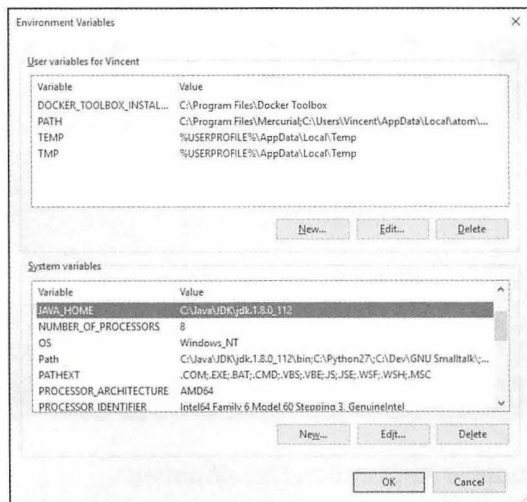 Environment Variables
User variables for Vincent
Variable Value
DOCKER_TOOLBOX_INSTAL... C:\Program Files\Docker Toolbox
PATH C:\Program Files\Mercurial;C:\Users\Vincent\AppData\Local\atom\...
TEMP %USERPROFILE%\AppData\Local\Temp
TMP %USERPROFILE%\AppData\Local\Temp
New... Edit... Delete
System variables
Variable Value
JAVA_HOME C:\Java\JDK\jdk.1.8.0_112
NUMBER_OF_PROCESSORS 8
OS Windows_NT
Path C:\Java\JDK\jdk.1.8.0_112\bin;C:\Python27\;C:\Dev\GNU Smalltalk\;...
PATHEXT .COM;.EXE;.BAT;.CMD;.VBS;.VBE;.JS;.JSE;.WSF;.WSH;.MSC
PROCESSOR_ARCHITECTURE AMD64
PROCESSOR_IDENTIFIER Intel64 Family 6 Model 60 Stepping 3, GenuineIntel
New... Edit... Delete
OK Cancel